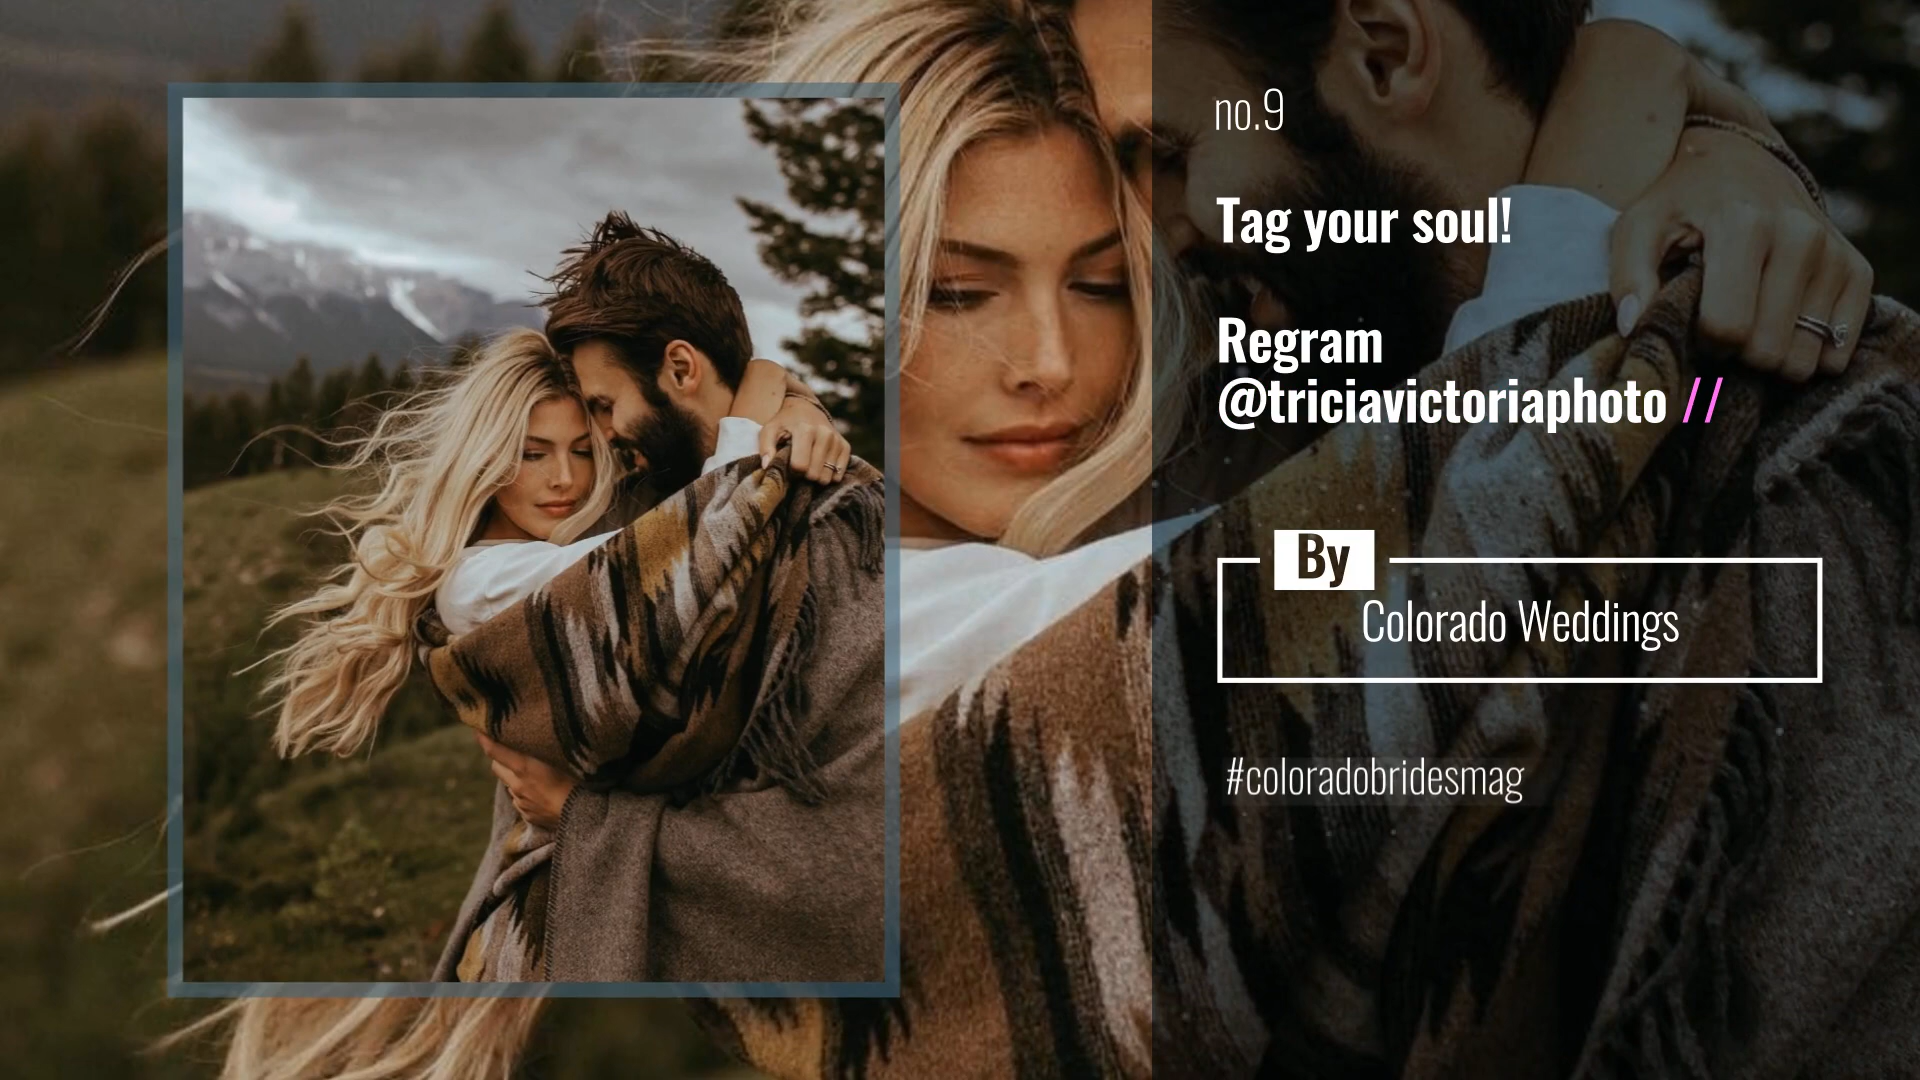 no.9
Tag your soul!
Regram
@triciavictoriaphoto //
By
Colorado Weddings
#coloradobridesmag